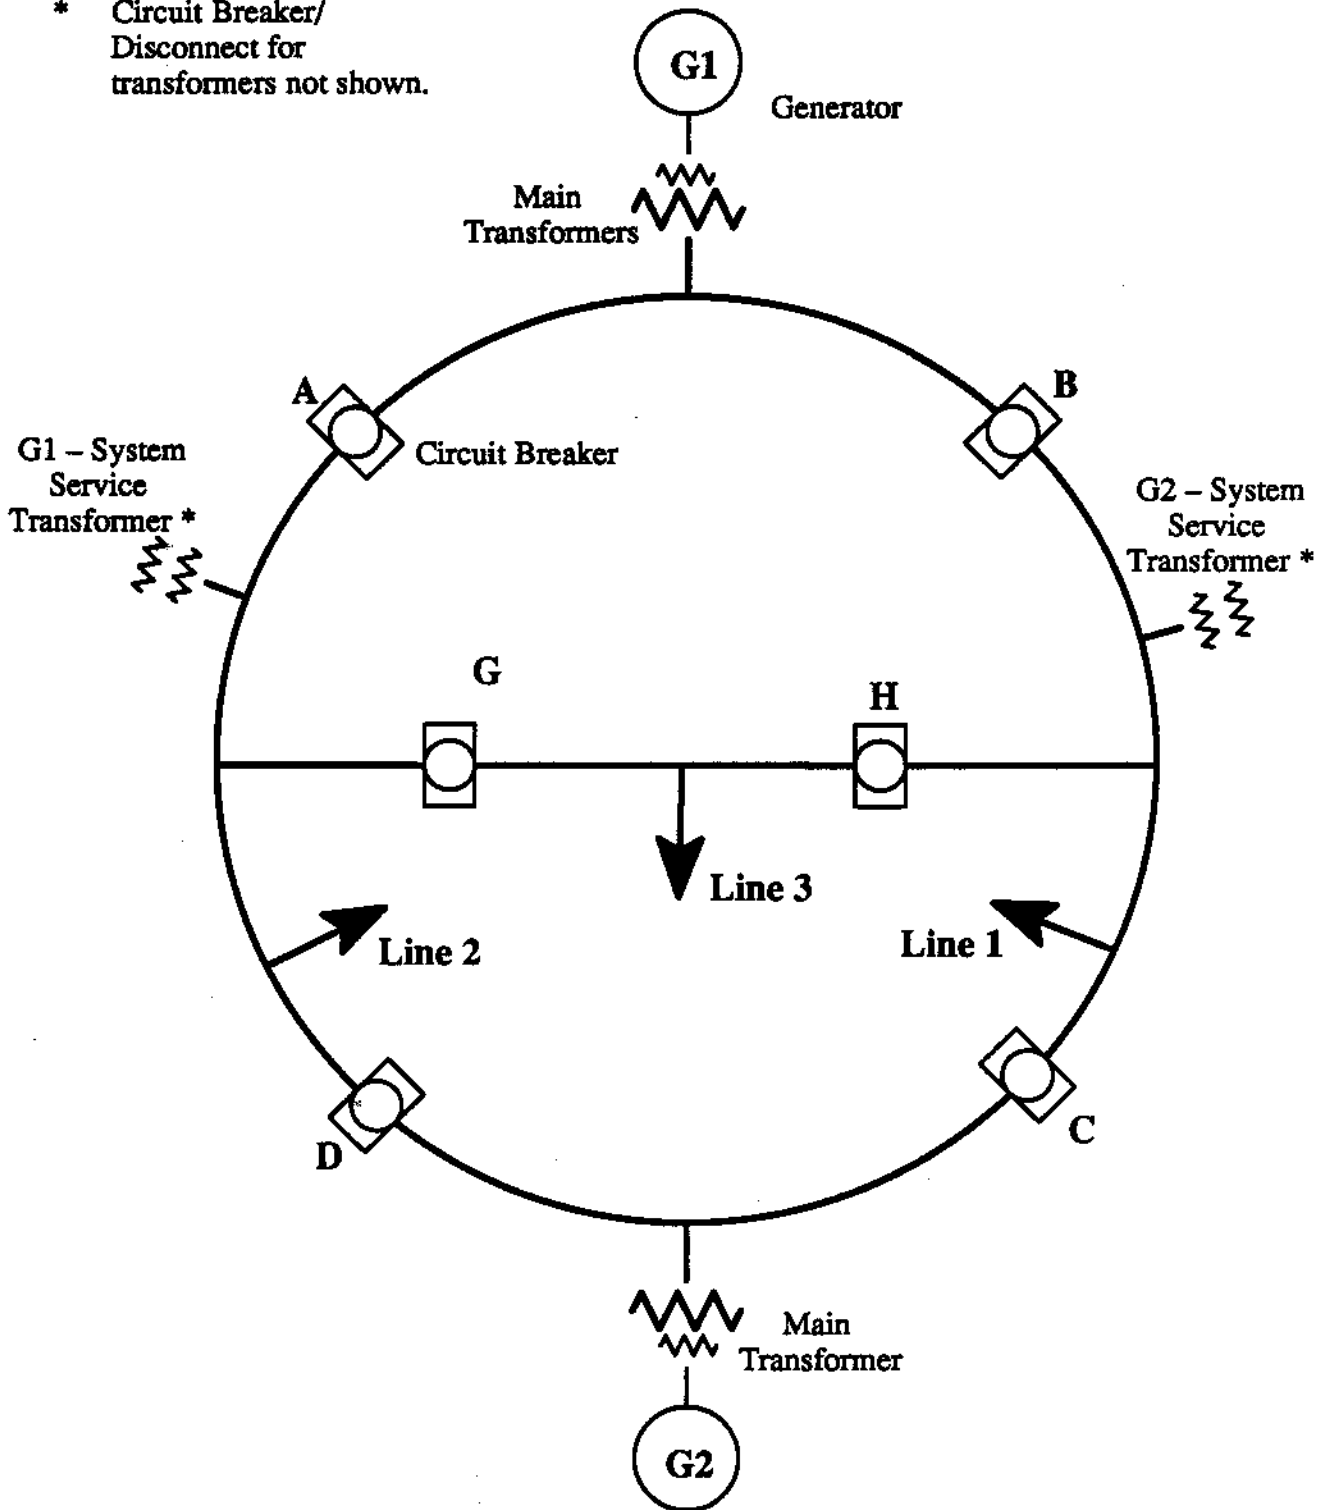 * Circuit Breaker/
Disconnect for
transformers not shown.
G1
Generator
Main
Transformers
A
B
Circuit Breaker
G1 – System
Service
Transformer *
G2 – System
Service
Transformer *
G
H
Line 3
Line 2
Line 1
D
C
Main
Transformer
G2